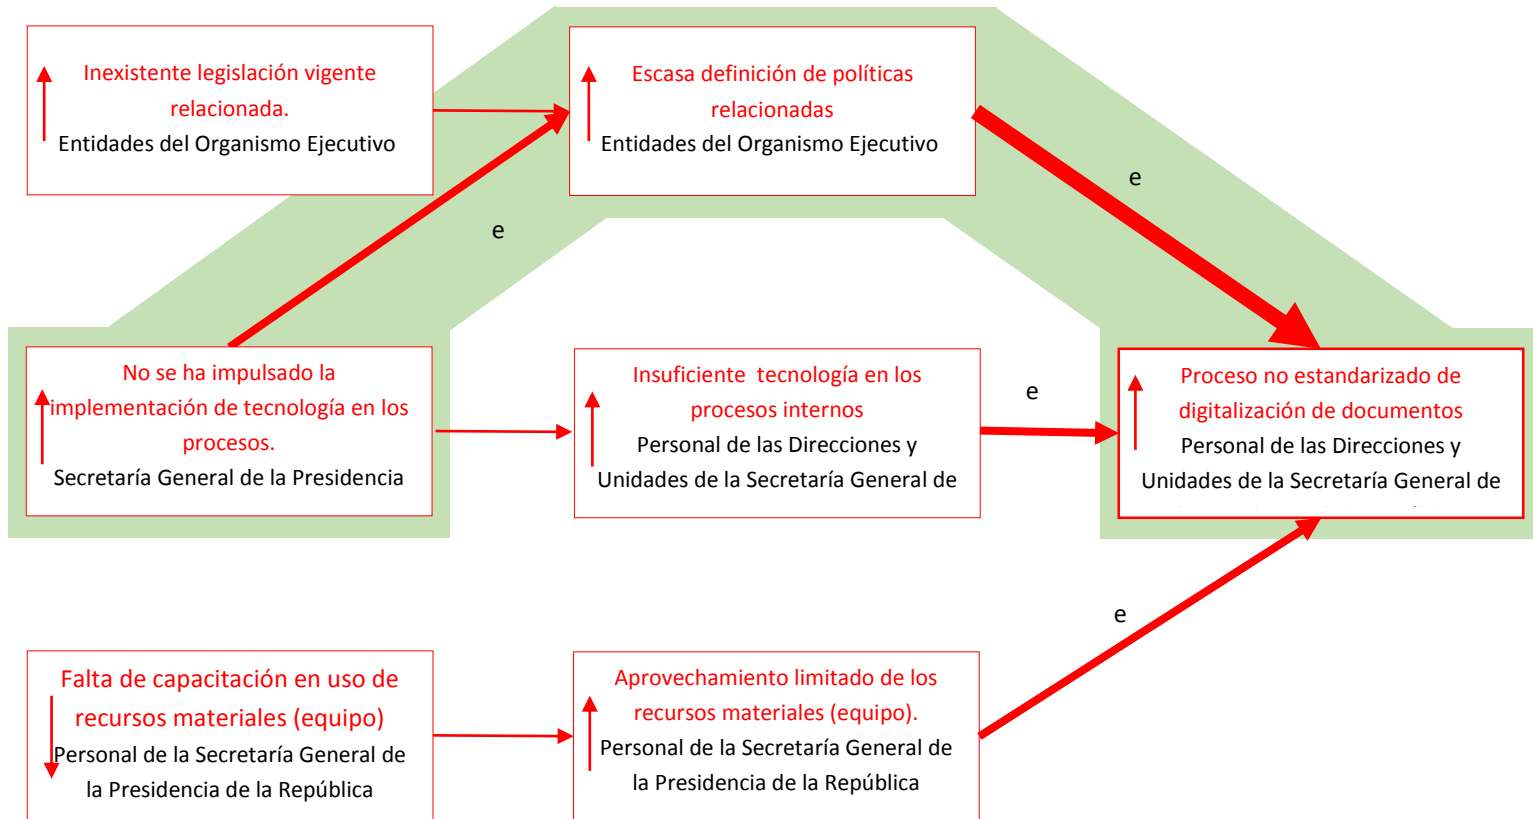 Inexistente legislación vigente
relacionada.
Entidades del Organismo Ejecutivo
Escasa definición de políticas
relacionadas
Entidades del Organismo Ejecutivo
e
e
No se ha impulsado la
implementación de tecnología en los
procesos.
Secretaría General de la Presidencia
Insuficiente tecnología en los
procesos internos
Personal de las Direcciones y
Unidades de la Secretaría General de
e
Proceso no estandarizado de
digitalización de documentos
Personal de las Direcciones y
Unidades de la Secretaría General de
e
Falta de capacitación en uso de
recursos materiales (equipo)
Personal de la Secretaría General de
la Presidencia de la República
Aprovechamiento limitado de los
recursos materiales (equipo).
Personal de la Secretaría General de
la Presidencia de la República